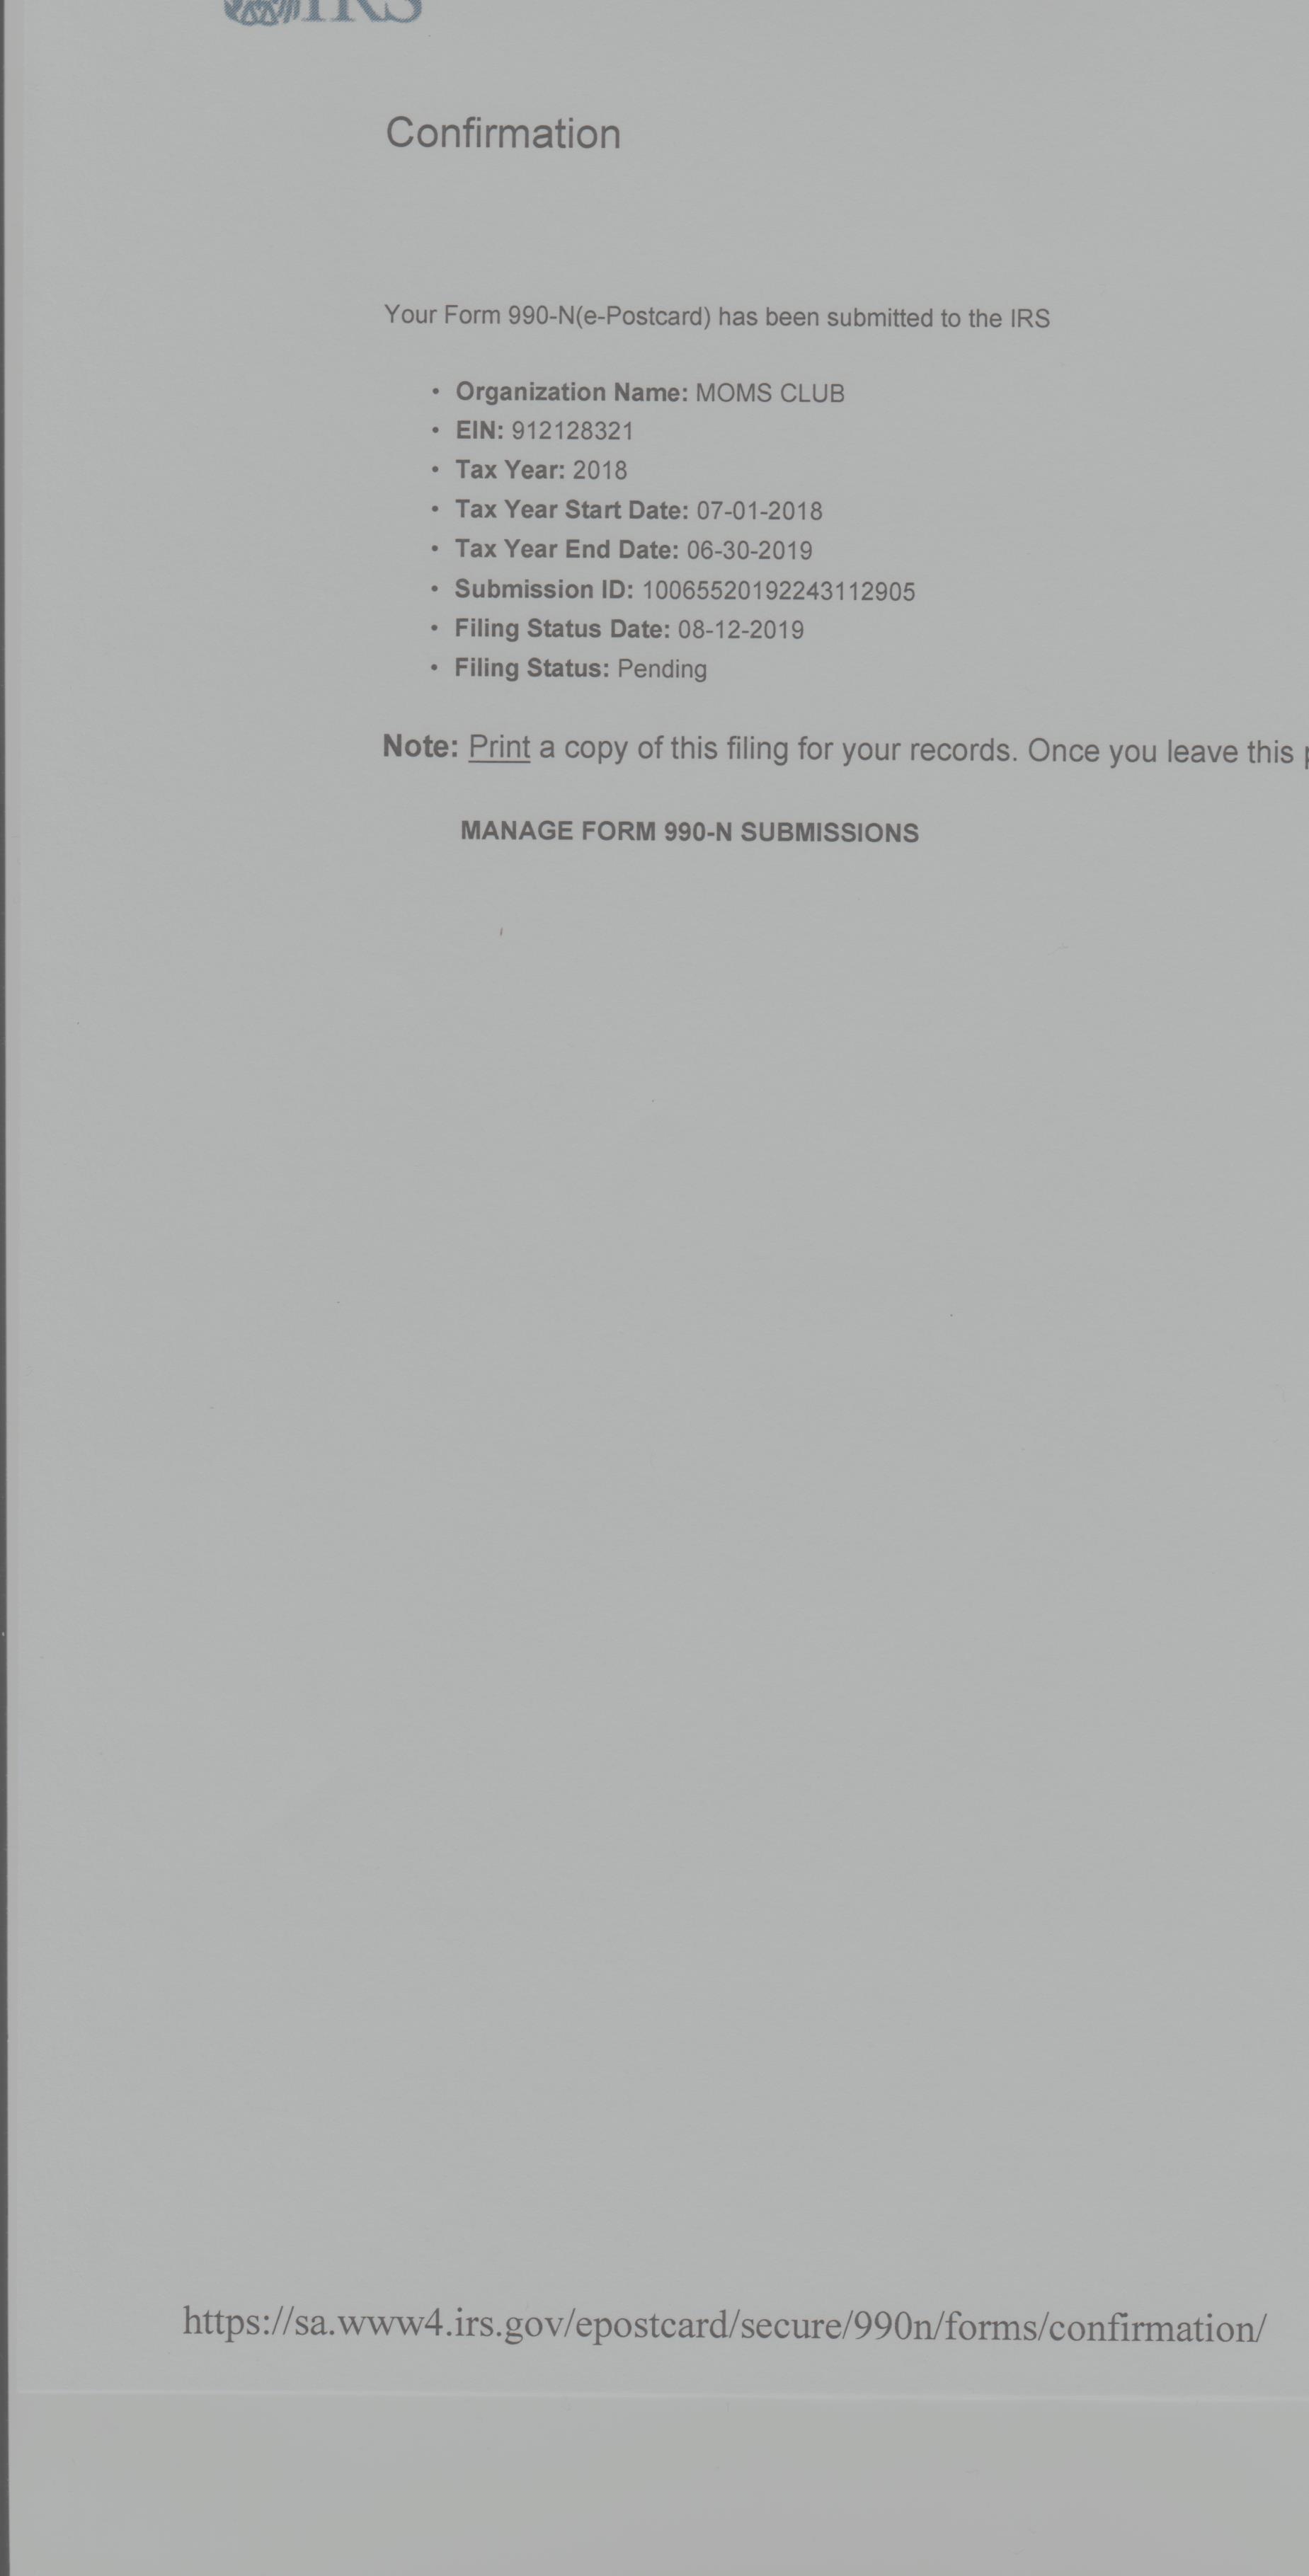 IRS
Confirmation
Your Form 990-N(e-Postcard) has been submitted to the IRS
• Organization Name: MOMS CLUB
• EIN: 912128321
• Tax Year: 2018
• Tax Year Start Date: 07-01-2018
• Tax Year End Date: 06-30-2019
• Submission ID: 10065520192243112905
• Filing Status Date: 08-12-2019
• Filing Status: Pending
Note: Print a copy of this filing for your records. Once you leave this
MANAGE FORM 990-N SUBMISSIONS
https://sa.www4.irs.gov/epostcard/secure/990n/forms/confirmation/